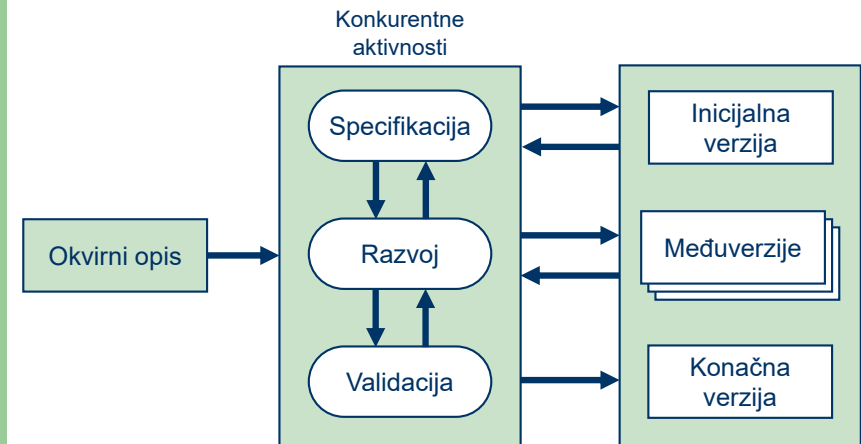 Konkurentne
aktivnosti
Specifikacija
Inicijalna
verzija
Okvirni opis
Razvoj
Međuverzije
Validacija
Konačna
verzija